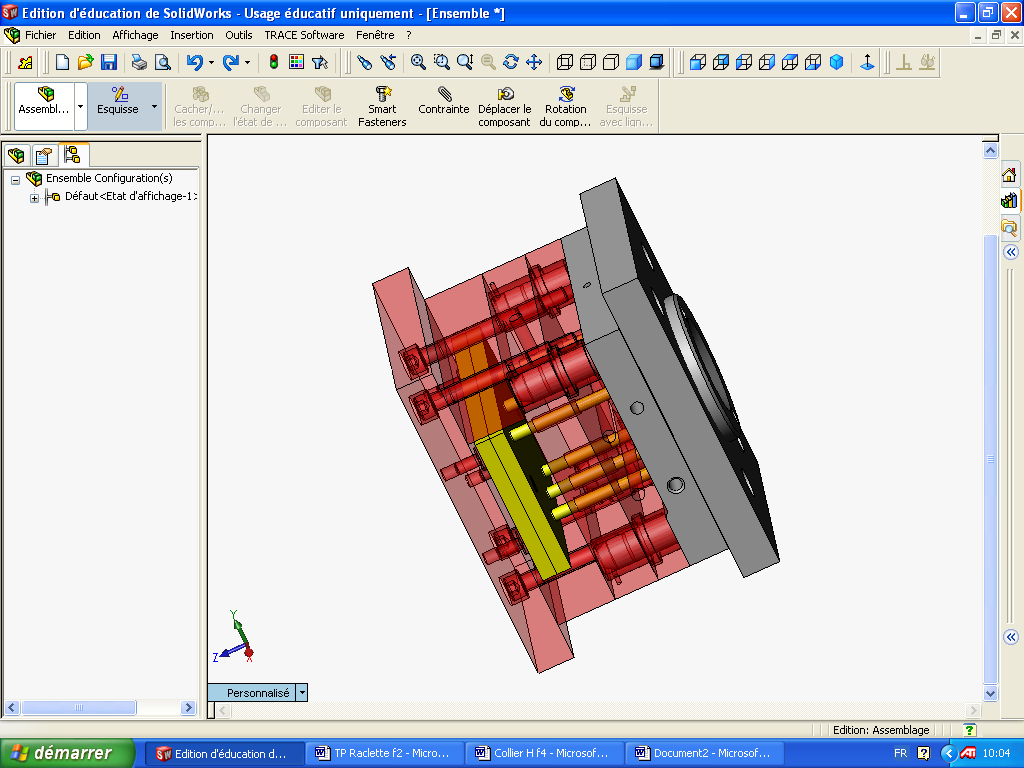 Edition d'éducation de SolidWorks - Usage éducatif uniquement - [Ensemble *]
Fichier Edition Affichage Insertion Outils TRACE Software Fenêtre ?
Assembl... Esquisse Cacher/... les comp... Changer l'état de ... Editer le composant Smart Fasteners Contrainte Déplacer le composant Rotation du comp... Esquisse avec lign...
Ensemble Configuration(s)
Défaut<Etat d'affichage-1>
Y
Z
X
Personnalisé
Edition: Assemblage
démarrer
Edition d'éducation d...
TP Raclette f2 - Micro...
Collier H f4 - Microsof...
Document2 - Microsof...
FR
10:04